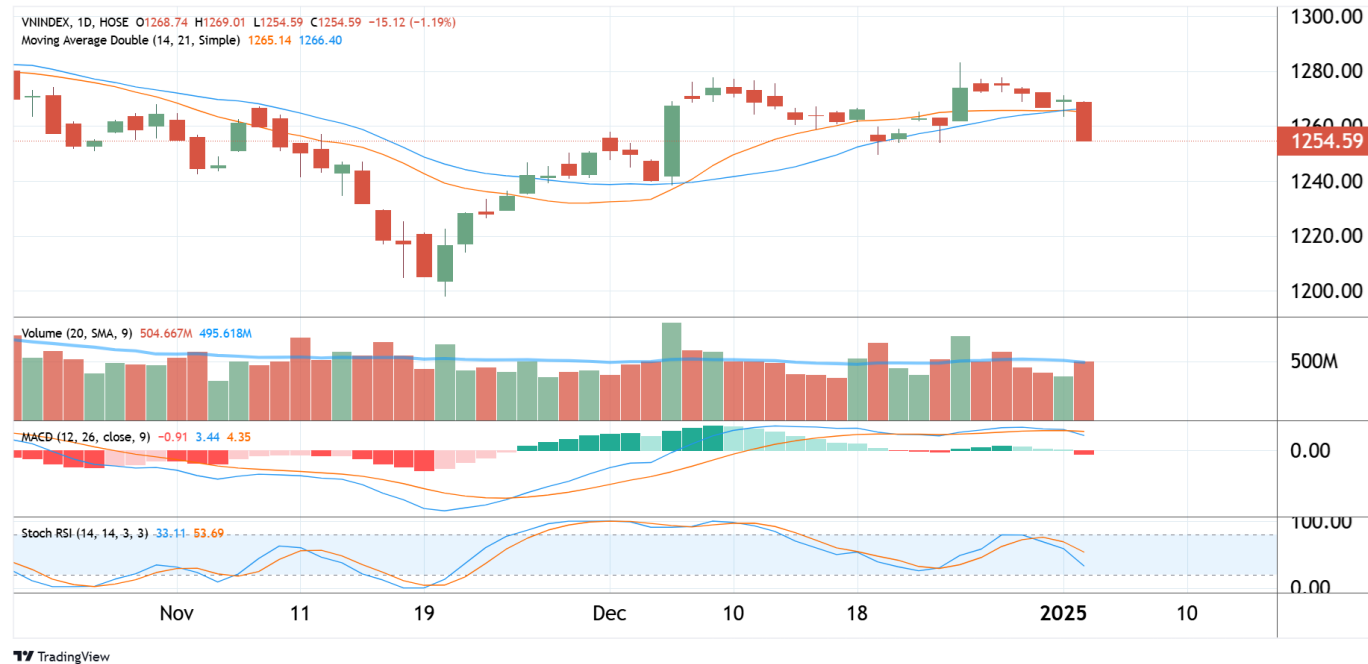 VNINDEX, 1D, HOSE O1268.74 H1269.01 L1254.59 C1254.59 −15.12 (−1.19%)
Moving Average Double (14, 21, Simple) 1265.14 1266.40
1300.00
1280.00
1260.00
1254.59
1240.00
1220.00
1200.00
Volume (20, SMA, 9) 504.667M 495.618M
500M
MACD (12, 26, close, 9) −0.91 3.44 4.35
0.00
Stoch RSI (14, 14, 3, 3) 33.11 53.69
100.00
0.00
Nov 11 19 Dec 10 18 2025 10
TradingView